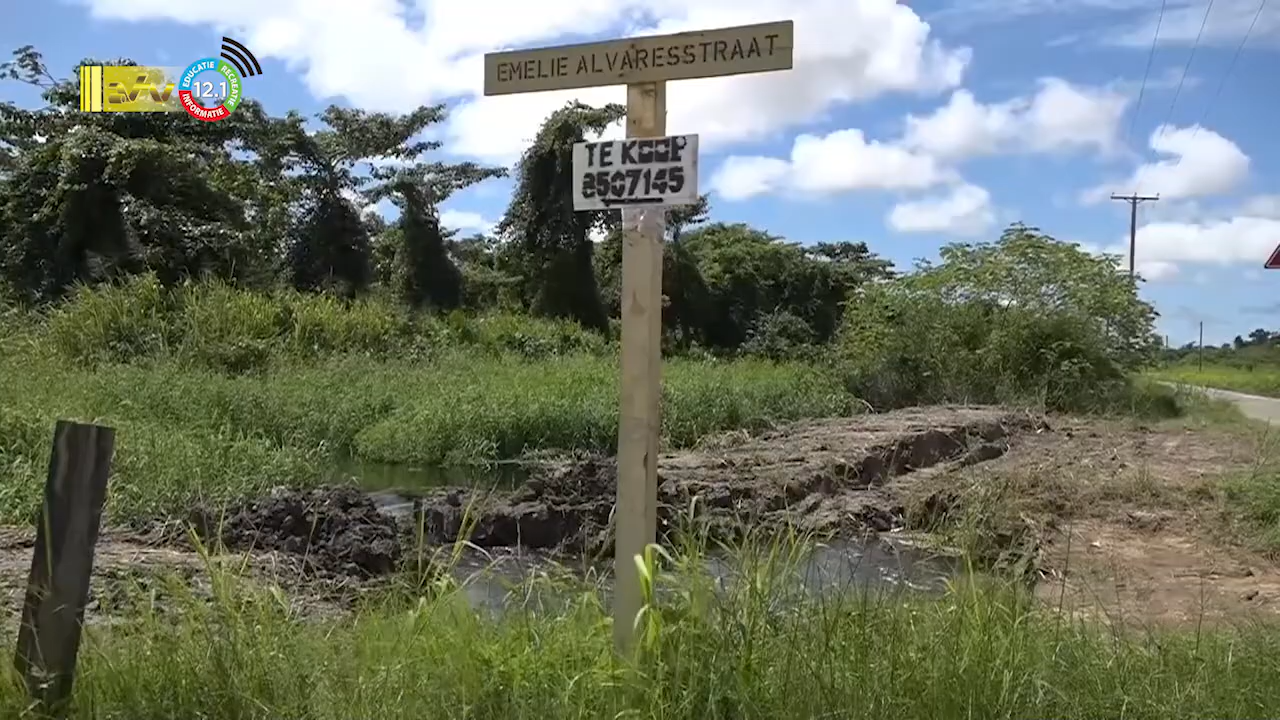 EMELIE ALVARESSTRAAT
TE KOOP
8507145
EDUCATIE
RECREATIE
12.1
INFORMATIE